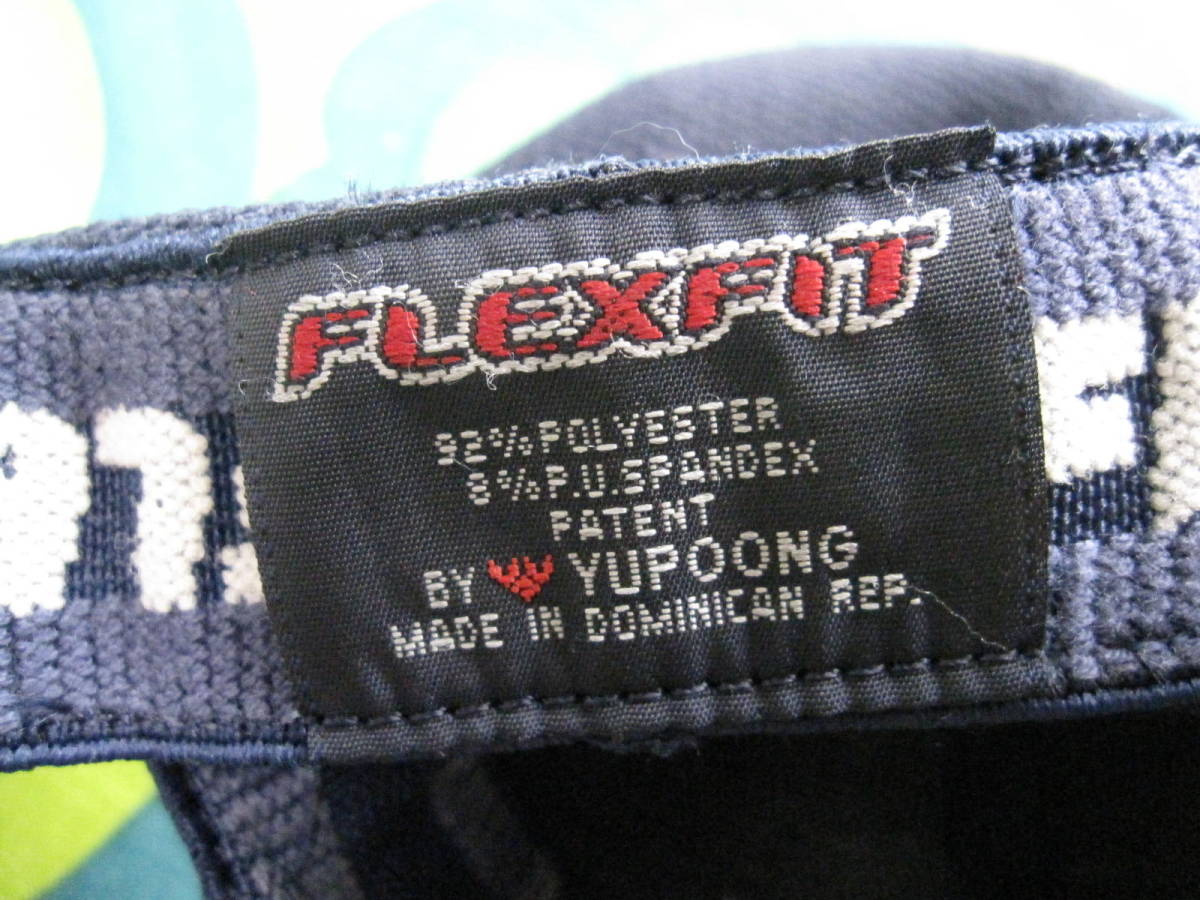 FLEXFIT
92% POLYESTER
8% P.U. SPANDEX
PATENT
BY YUPOONG
MADE IN DOMINICAN REP.